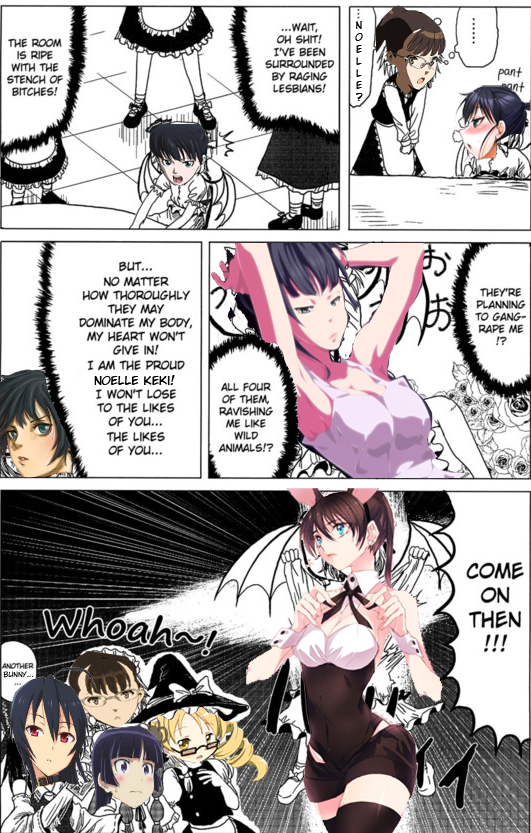 ………
…NOELLE?
pant
pant
...WAIT,
OH SHIT!
I'VE BEEN
SURROUNDED
BY RAGING
LESBIANS!
THE ROOM
IS RIPE
WITH THE
STENCH OF
BITCHES!
THEY'RE
PLANNING
TO GANG-
RAPE ME
!?
おおお
ALL FOUR
OF THEM,
RAVISHING
ME LIKE
WILD
ANIMALS!?
BUT...
NO MATTER
HOW THOROUGHLY
THEY MAY
DOMINATE MY BODY,
MY HEART WON'T
GIVE IN!
I AM THE PROUD
NOELLE KEKI!
I WON'T LOSE
TO THE LIKES
OF YOU...
THE LIKES
OF YOU...
COME
ON
THEN
!!!
Whoah~!
ANOTHER
BUNNY...
...